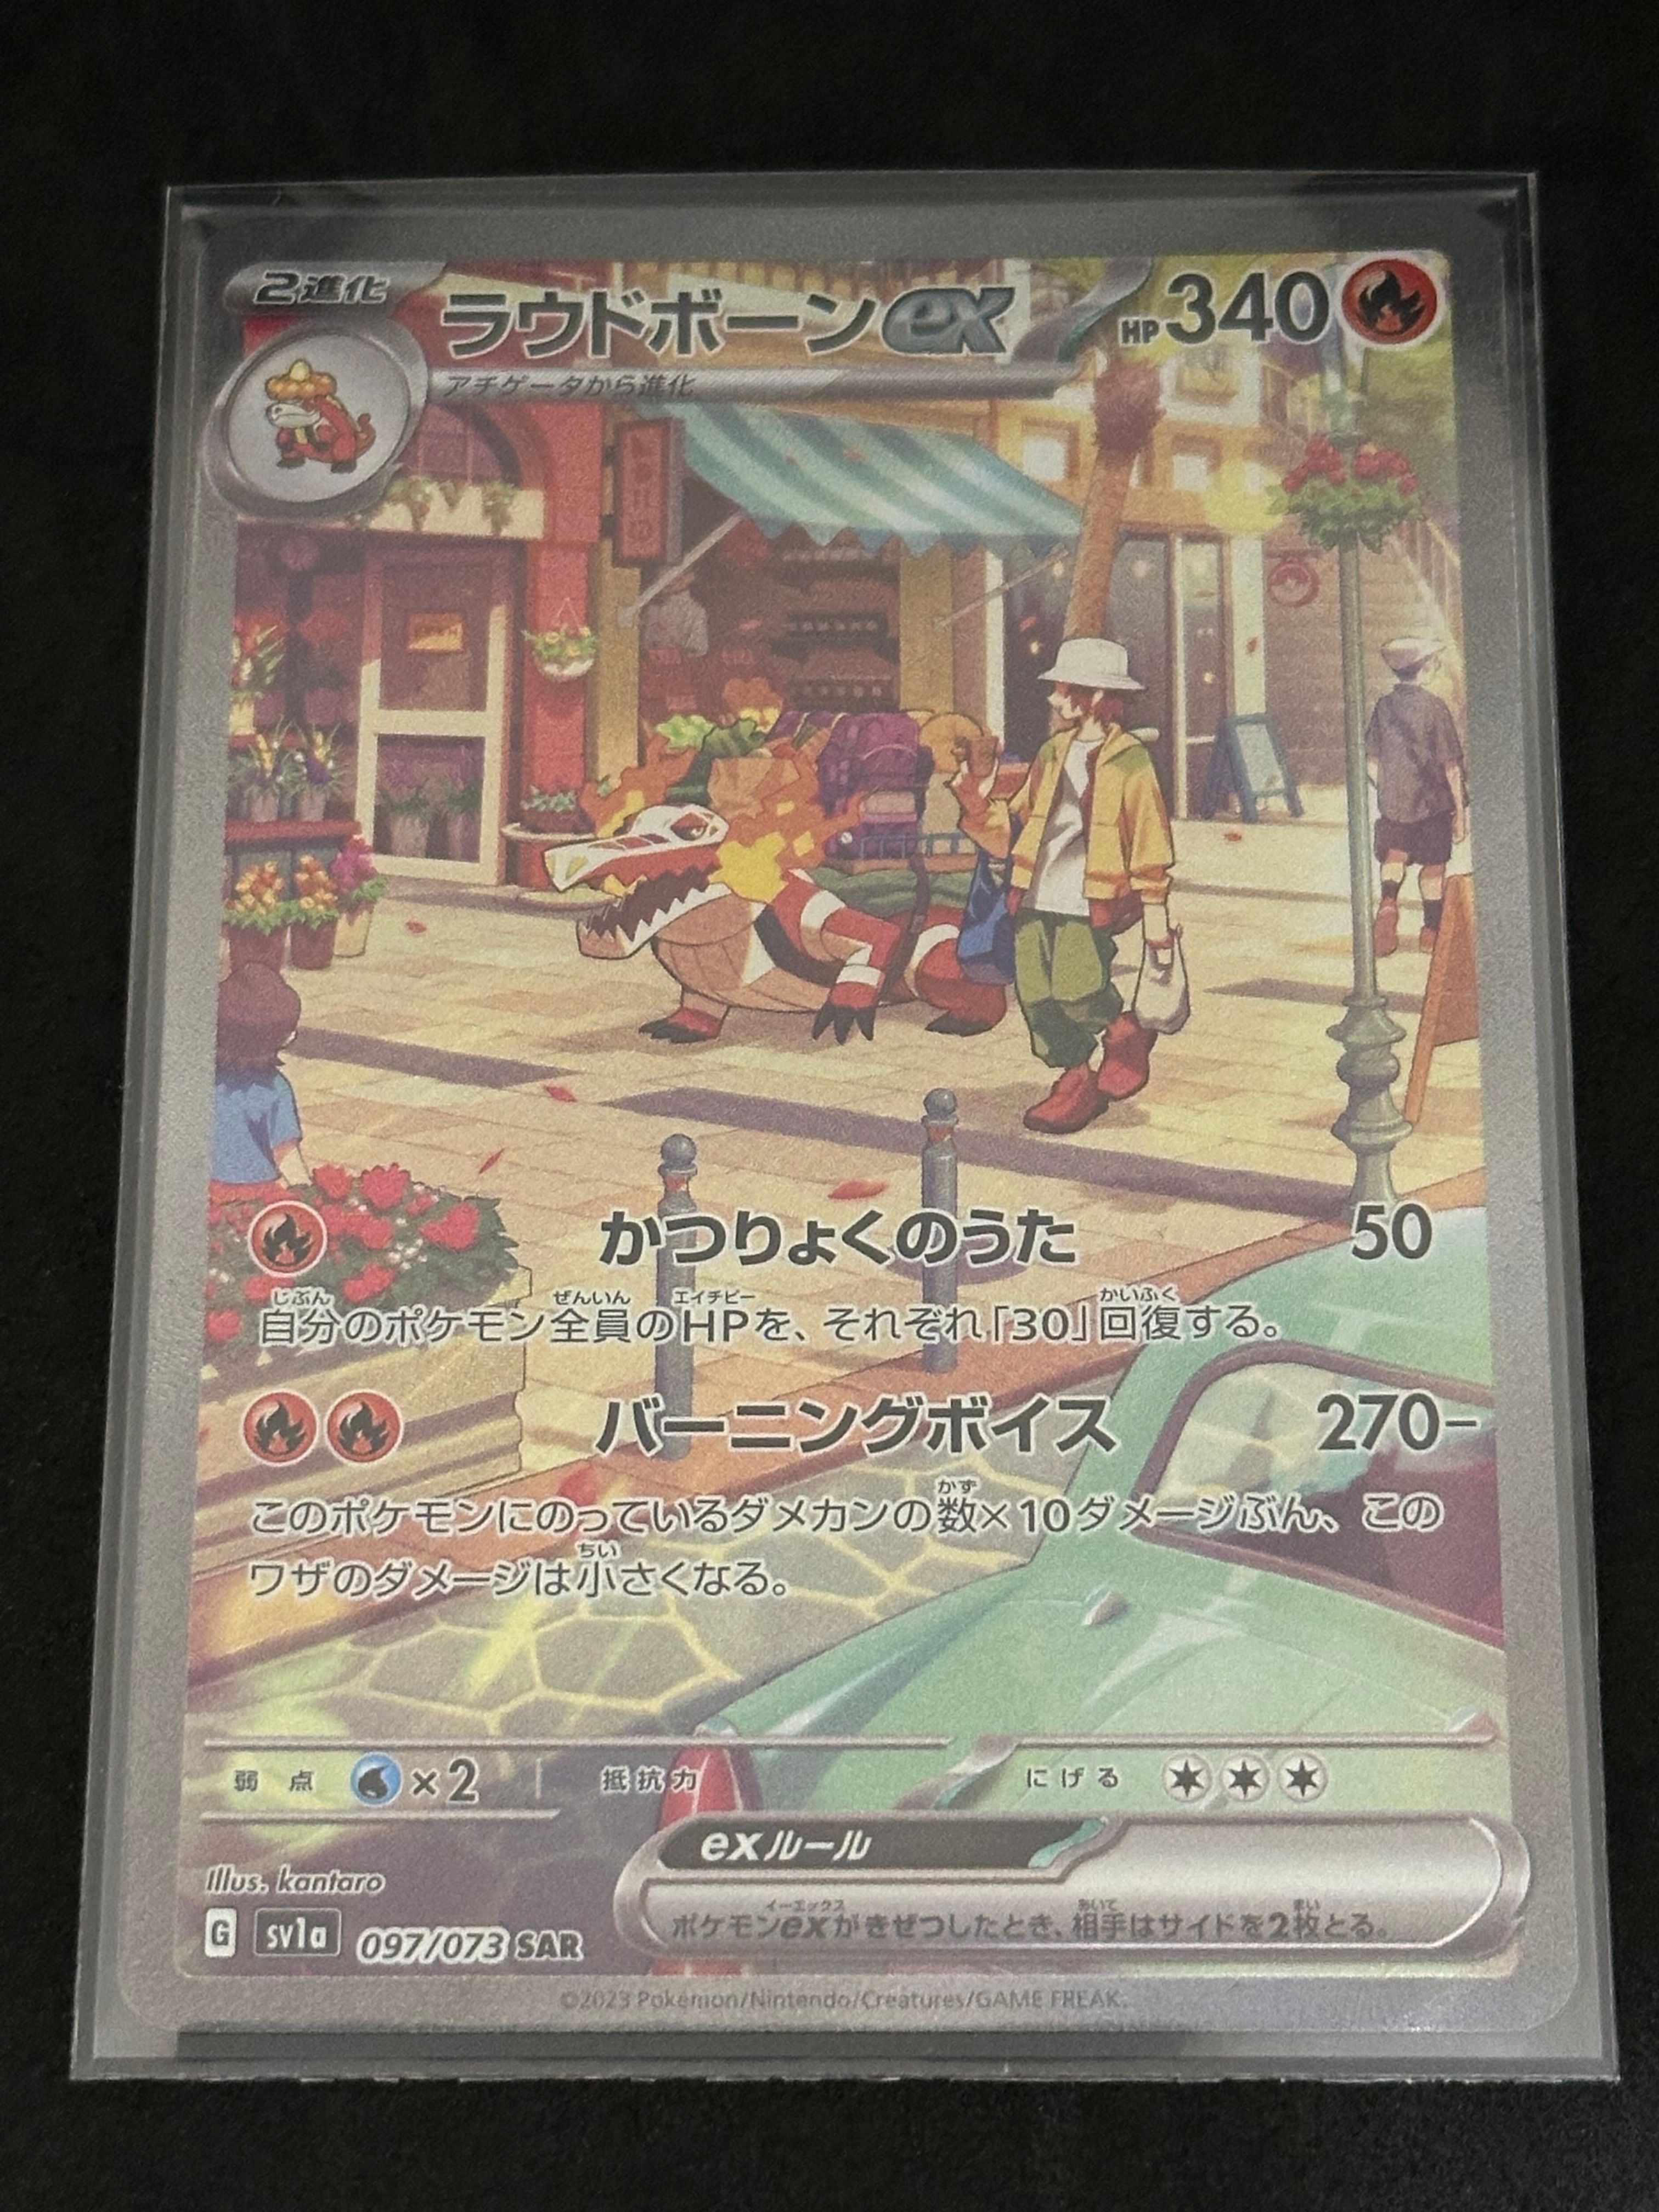 2進化
ラウドボーンex HP340
アチゲータから進化
かつりょくのうた 50
自分のポケモン全員のHPを、それぞれ「30」回復する。
バーニングボイス 270−
このポケモンにのっているダメカンの数×10ダメージぶん、この
ワザのダメージは小さくなる。
弱点 ×2 抵抗力 にげる
exルール
ポケモンexがきぜつしたとき、相手はサイドを2枚とる。
Illus. kantaro
G sv1a 097/073 SAR
©2023 Pokémon/Nintendo/Creatures/GAME FREAK.